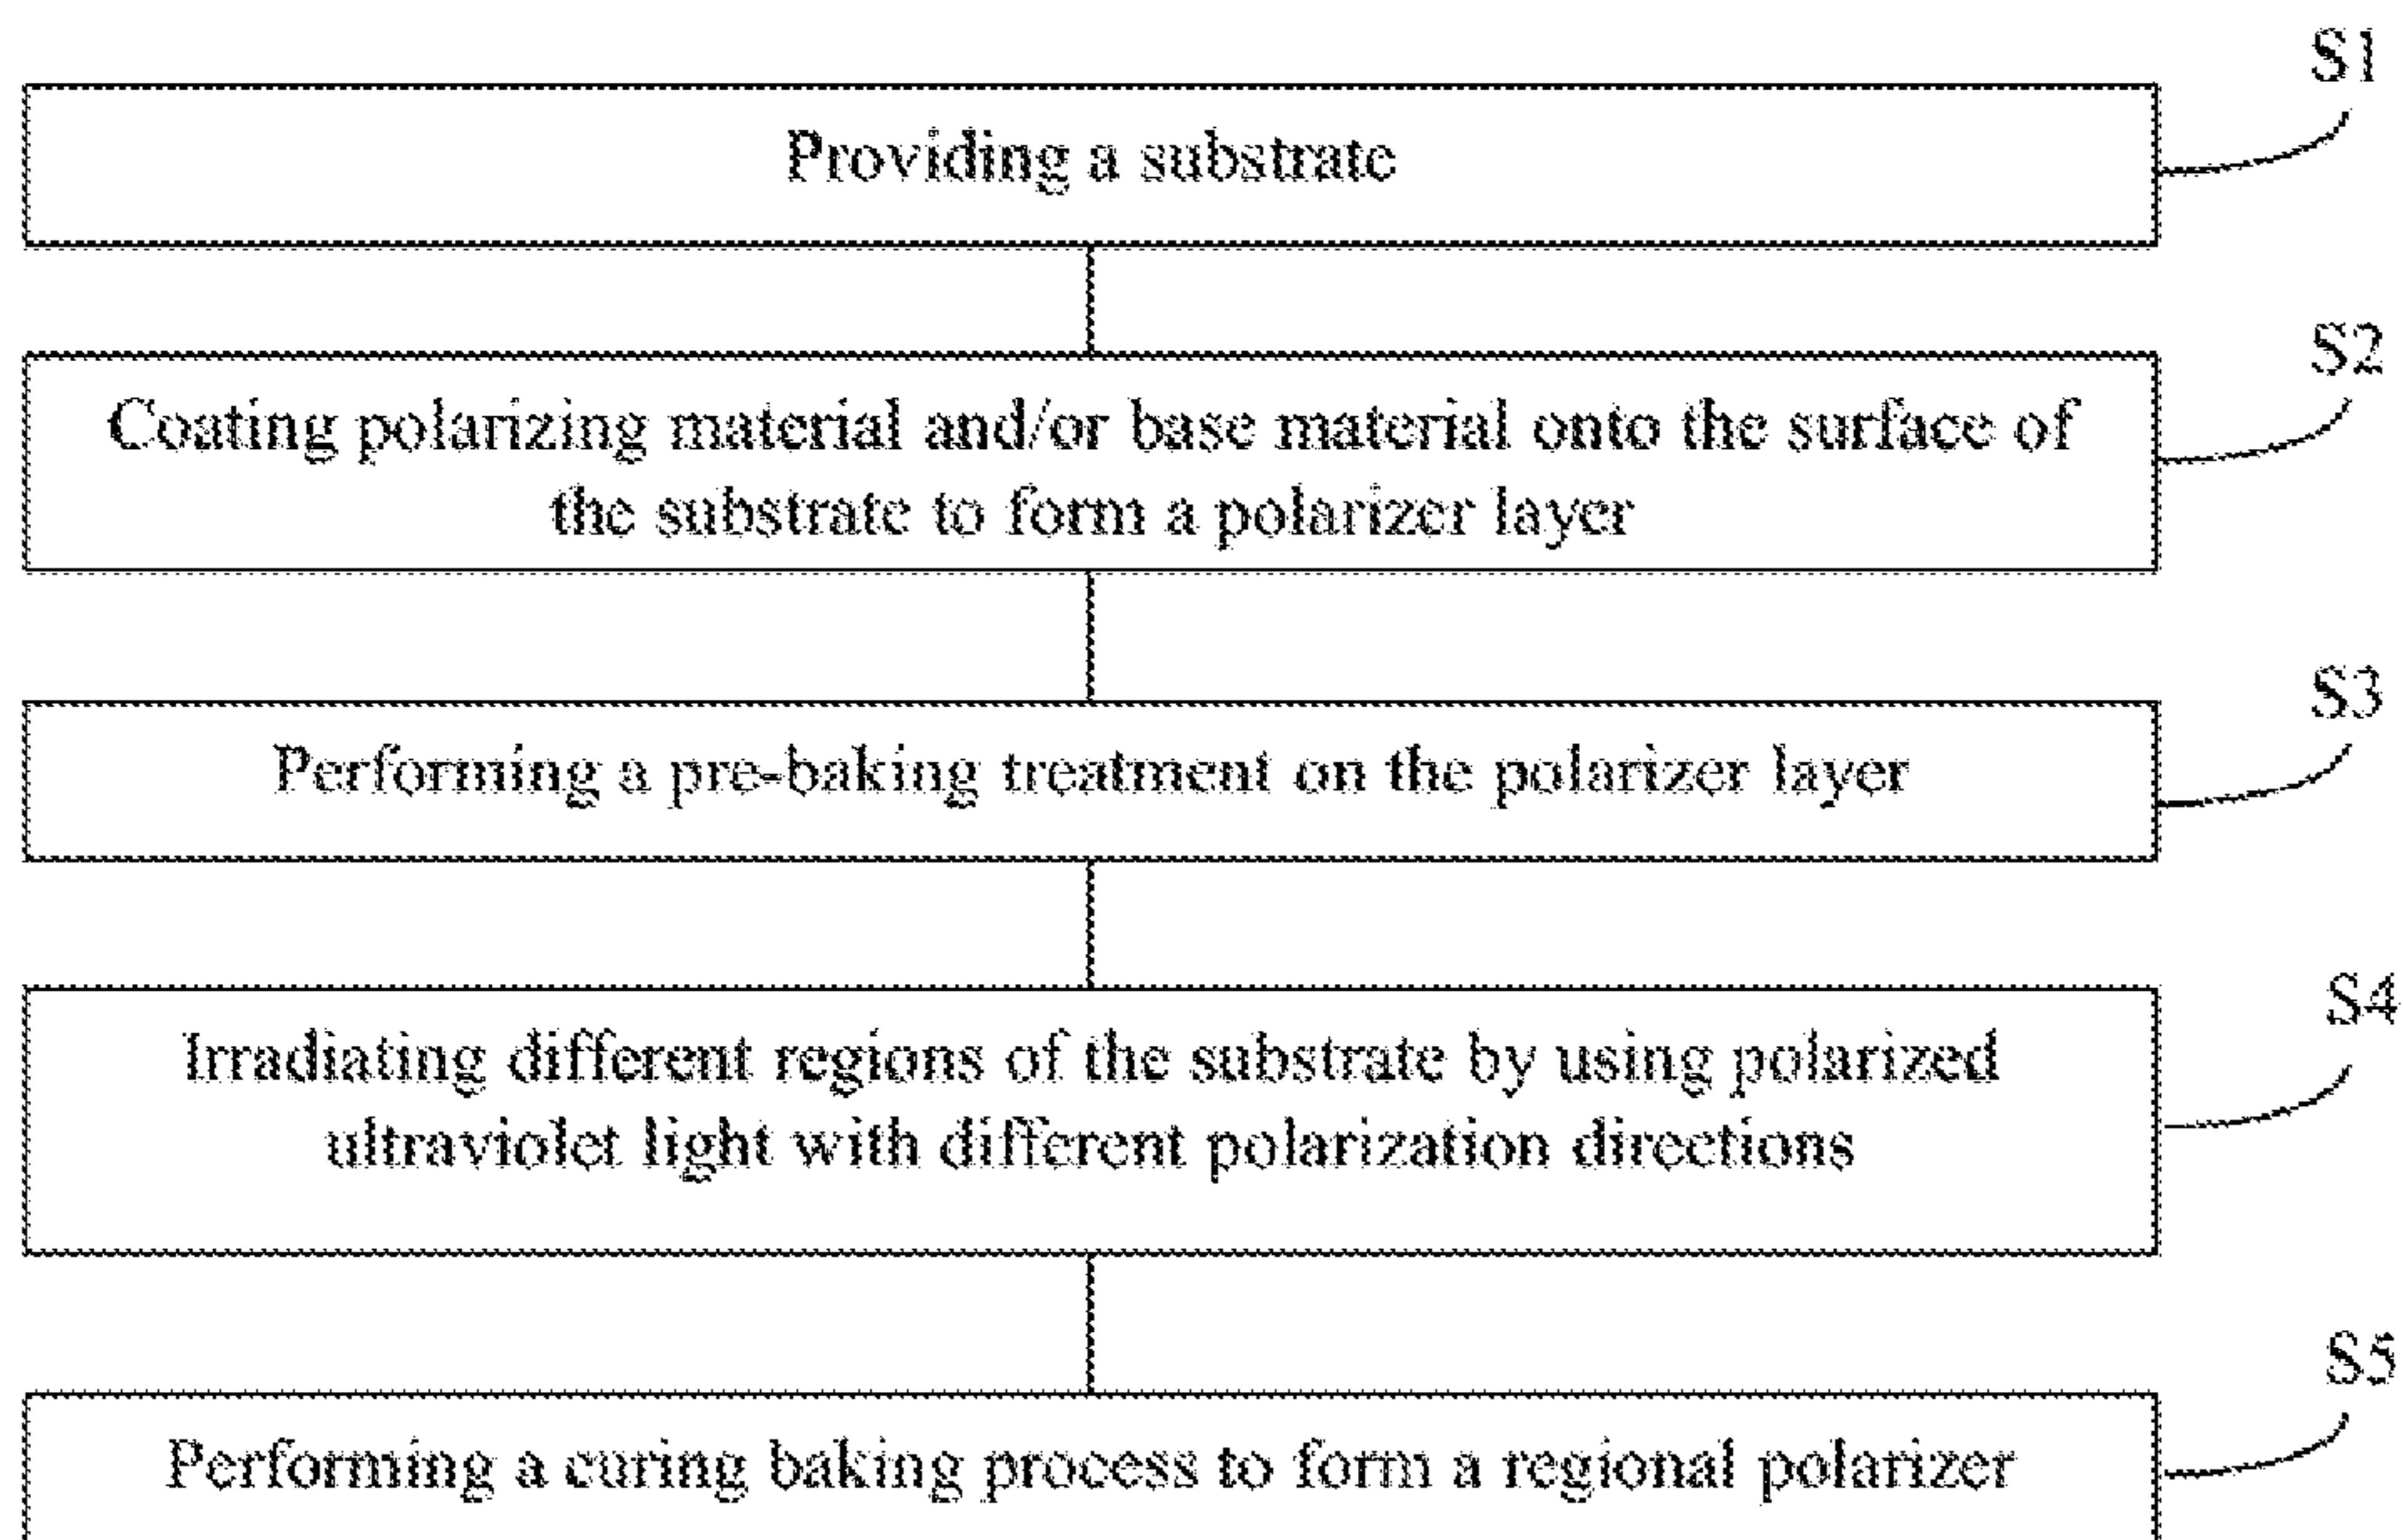 S1
Providing a substrate
S2
Coating polarizing material and/or base material onto the surface of
the substrate to form a polarizer layer
S3
Performing a pre-baking treatment on the polarizer layer
S4
Irradiating different regions of the substrate by using polarized
ultraviolet light with different polarization directions
S5
Performing a curing baking process to form a regional polarizer